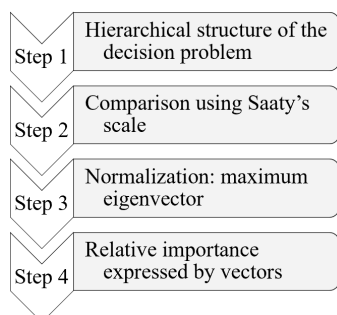 Step 1
Hierarchical structure of the
decision problem
Step 2
Comparison using Saaty's
scale
Step 3
Normalization: maximum
eigenvector
Step 4
Relative importance
expressed by vectors